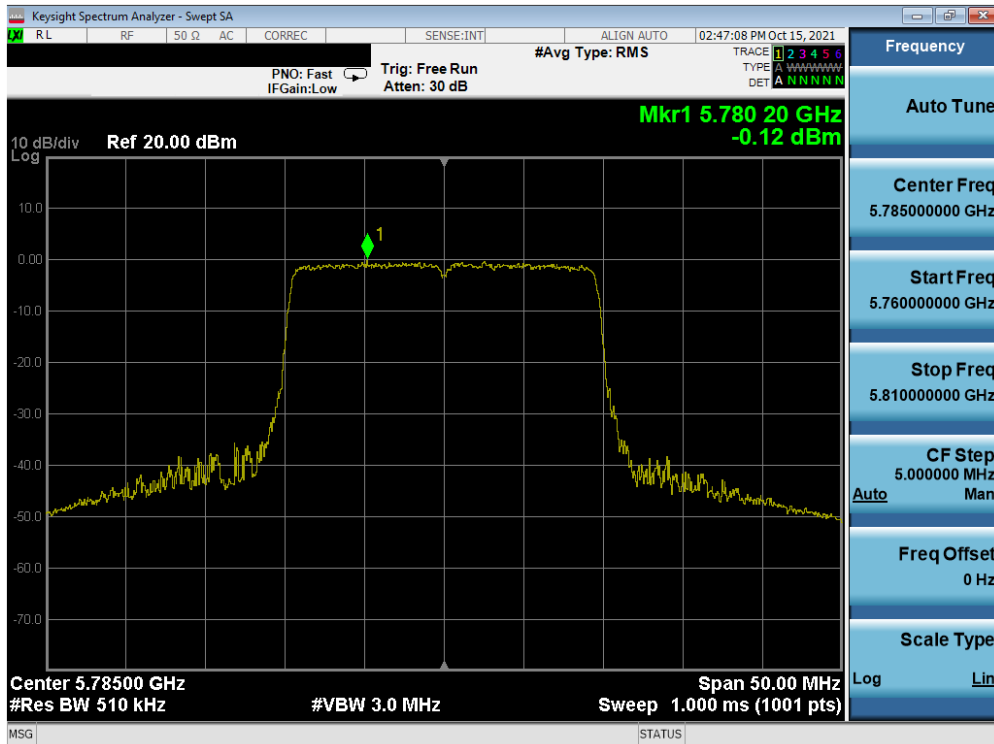 Keysight Spectrum Analyzer - Swept SA
LXI RL RF 50 Ω AC CORREC SENSE:INT ALIGN AUTO 02:47:08 PM Oct 15, 2021
#Avg Type: RMS
TRACE 1 2 3 4 5 6
TYPE A WWWWW
DET A N N N N N
PNO: Fast
IFGain:Low
Trig: Free Run
Atten: 30 dB
Mkr1 5.780 20 GHz
-0.12 dBm
10 dB/div Ref 20.00 dBm
Log
10.0
0.00
-10.0
-20.0
-30.0
-40.0
-50.0
-60.0
-70.0
1
Center 5.78500 GHz Span 50.00 MHz
#Res BW 510 kHz #VBW 3.0 MHz Sweep 1.000 ms (1001 pts)
MSG STATUS
Frequency
Auto Tune
Center Freq
5.785000000 GHz
Start Freq
5.760000000 GHz
Stop Freq
5.810000000 GHz
CF Step
5.000000 MHz
Auto Man
Freq Offset
0 Hz
Scale Type
Log Lin